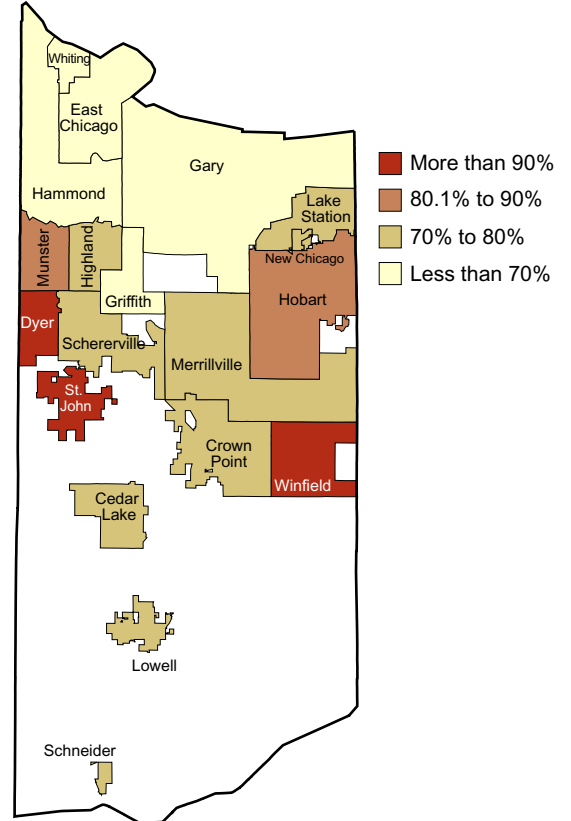 Whiting
East
Chicago
Gary
Hammond
Lake
Station
Munster
Highland
New Chicago
Griffith
Hobart
Dyer
Schererville
Merrillville
St.
John
Crown
Point
Winfield
Cedar
Lake
Lowell
Schneider
More than 90%
80.1% to 90%
70% to 80%
Less than 70%